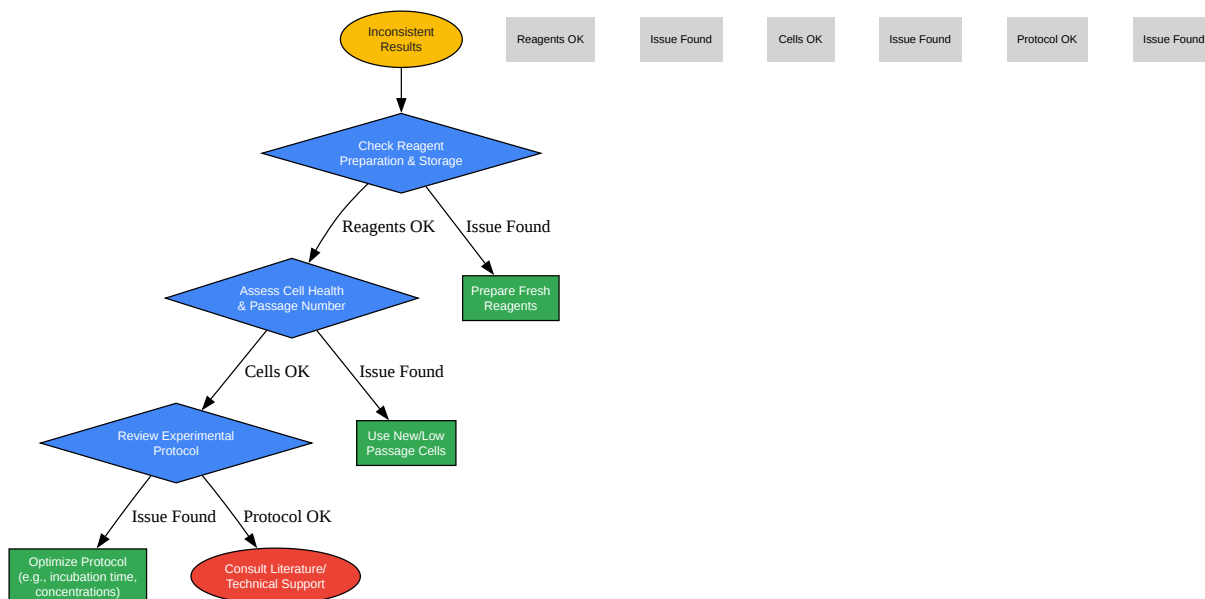 Inconsistent
Results
Reagents OK
Issue Found
Cells OK
Issue Found
Protocol OK
Issue Found
Check Reagent
Preparation & Storage
Reagents OK
Issue Found
Assess Cell Health
& Passage Number
Prepare Fresh
Reagents
Cells OK
Issue Found
Review Experimental
Protocol
Use New/Low
Passage Cells
Issue Found
Protocol OK
Optimize Protocol
(e.g., incubation time,
concentrations)
Consult Literature/
Technical Support